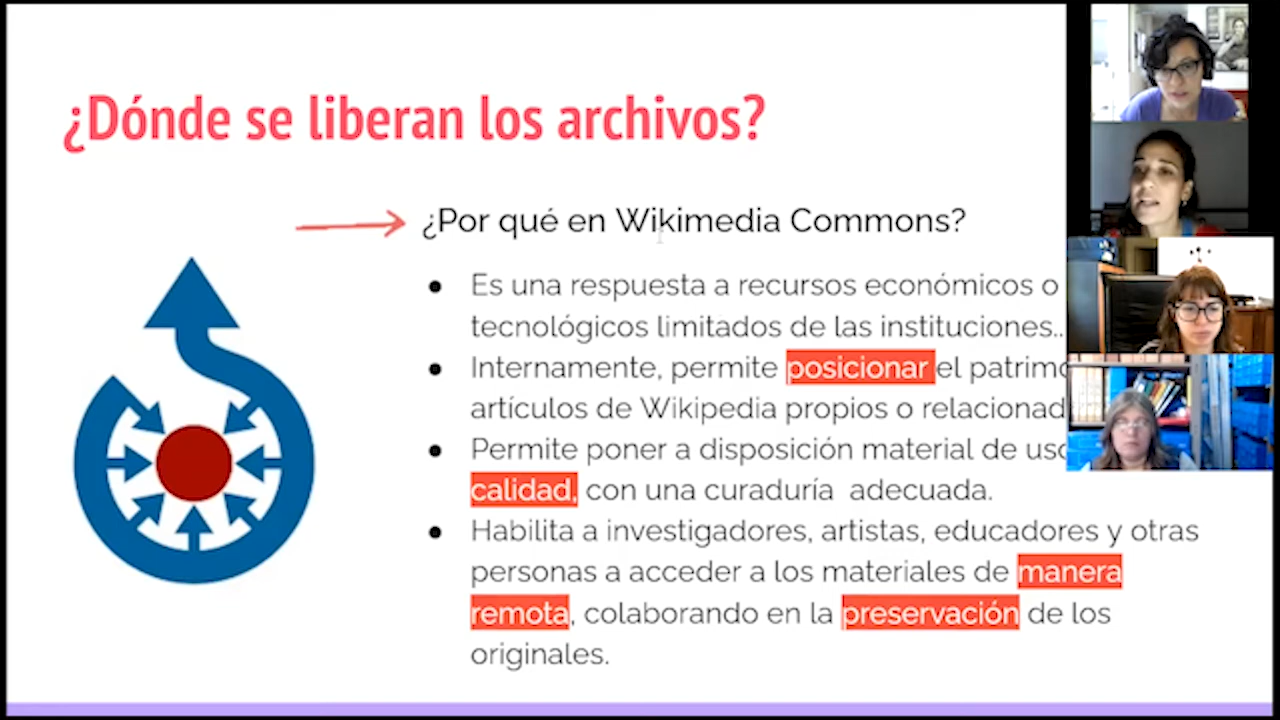 ¿Dónde se liberan los archivos?
¿Por qué en Wikimedia Commons?
● Es una respuesta a recursos económicos o
tecnológicos limitados de las instituciones..
● Internamente, permite posicionar el
artículos de Wikipedia propios o
● Permite poner a disposición material de
calidad, con una curaduría adecuada.
● Habilita a investigadores, artistas, educadores y otras
personas a acceder a los materiales de manera
remota, colaborando en la preservación de los
originales.